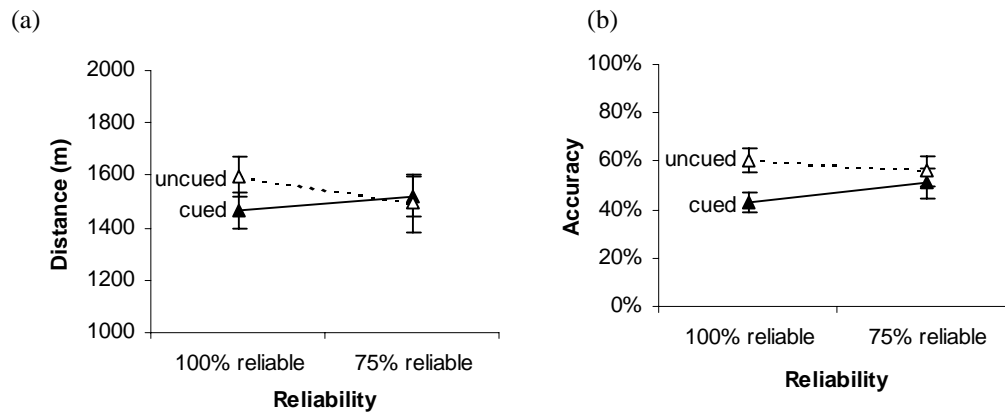 (a)
2000
1800
1600
1400
1200
1000
Distance (m)
uncued
cued
100% reliable 75% reliable
Reliability
(b)
100%
80%
60%
40%
20%
0%
Accuracy
uncued
cued
100% reliable 75% reliable
Reliability